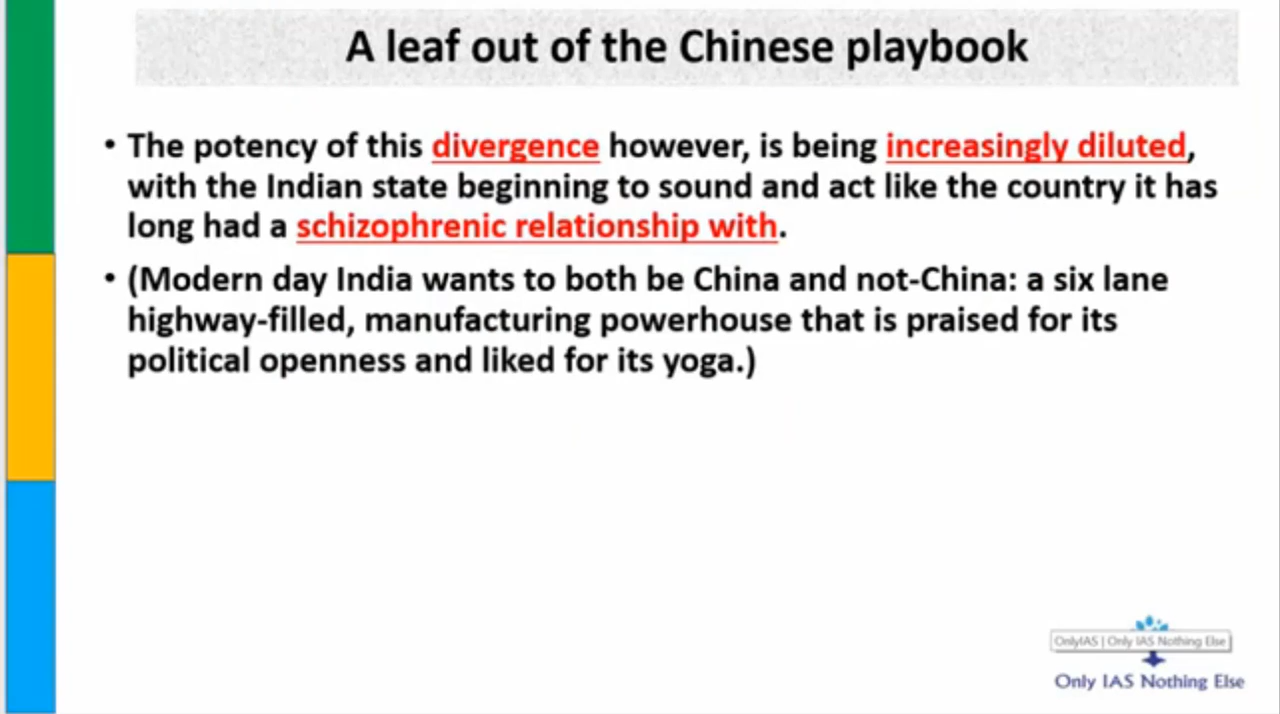 A leaf out of the Chinese playbook
• The potency of this divergence however, is being increasingly diluted,
with the Indian state beginning to sound and act like the country it has
long had a schizophrenic relationship with.
• (Modern day India wants to both be China and not-China: a six lane
highway-filled, manufacturing powerhouse that is praised for its
political openness and liked for its yoga.)
OnlyIAS | Only IAS Nothing Else
Only IAS Nothing Else